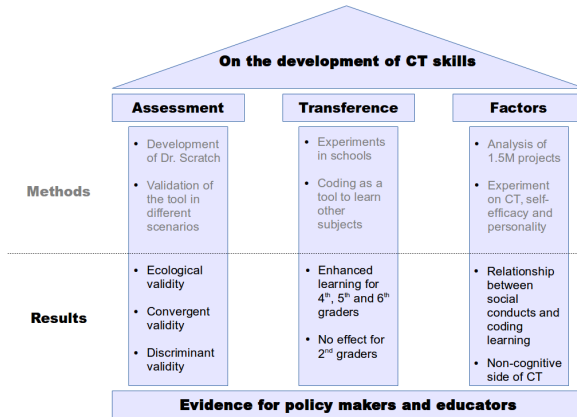 On the development of CT skills
Assessment
Transference
Factors
Methods
• Development
of Dr. Scratch
• Validation of
the tool in
different
scenarios
• Experiments
in schools
• Coding as a
tool to learn
other
subjects
• Analysis of
1.5M projects
• Experiment
on CT, self-
efficacy and
personality
Results
• Ecological
validity
• Convergent
validity
• Discriminant
validity
• Enhanced
learning for
4th, 5th and 6th
graders
• No effect for
2nd graders
• Relationship
between
social
conducts and
coding
learning
• Non-cognitive
side of CT
Evidence for policy makers and educators